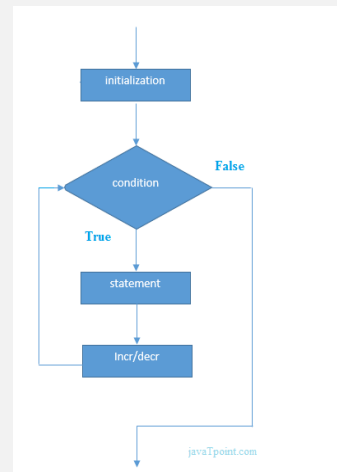 initialization
condition
False
True
statement
Incr/decr
javaTpoint.com